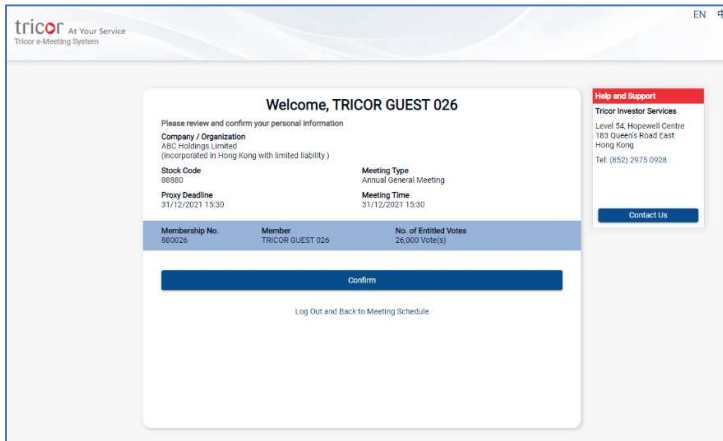 EN
tricor At Your Service
Tricor e-Meeting System
Welcome, TRICOR GUEST 026
Please review and confirm your personal information
Company / Organization
ABC Holdings Limited
(incorporated in Hong Kong with limited liability )
Stock Code
88880
Meeting Type
Annual General Meeting
Proxy Deadline
31/12/2021 15:30
Meeting Time
31/12/2021 15:30
Membership No.
880026
Member
TRICOR GUEST 026
No. of Entitled Votes
26,000 Vote(s)
Confirm
Log Out and Back to Meeting Schedule
Help and Support
Tricor Investor Services
Level 54, Hopewell Centre
183 Queen's Road East
Hong Kong
Tel: (852) 2975 0928
Contact Us